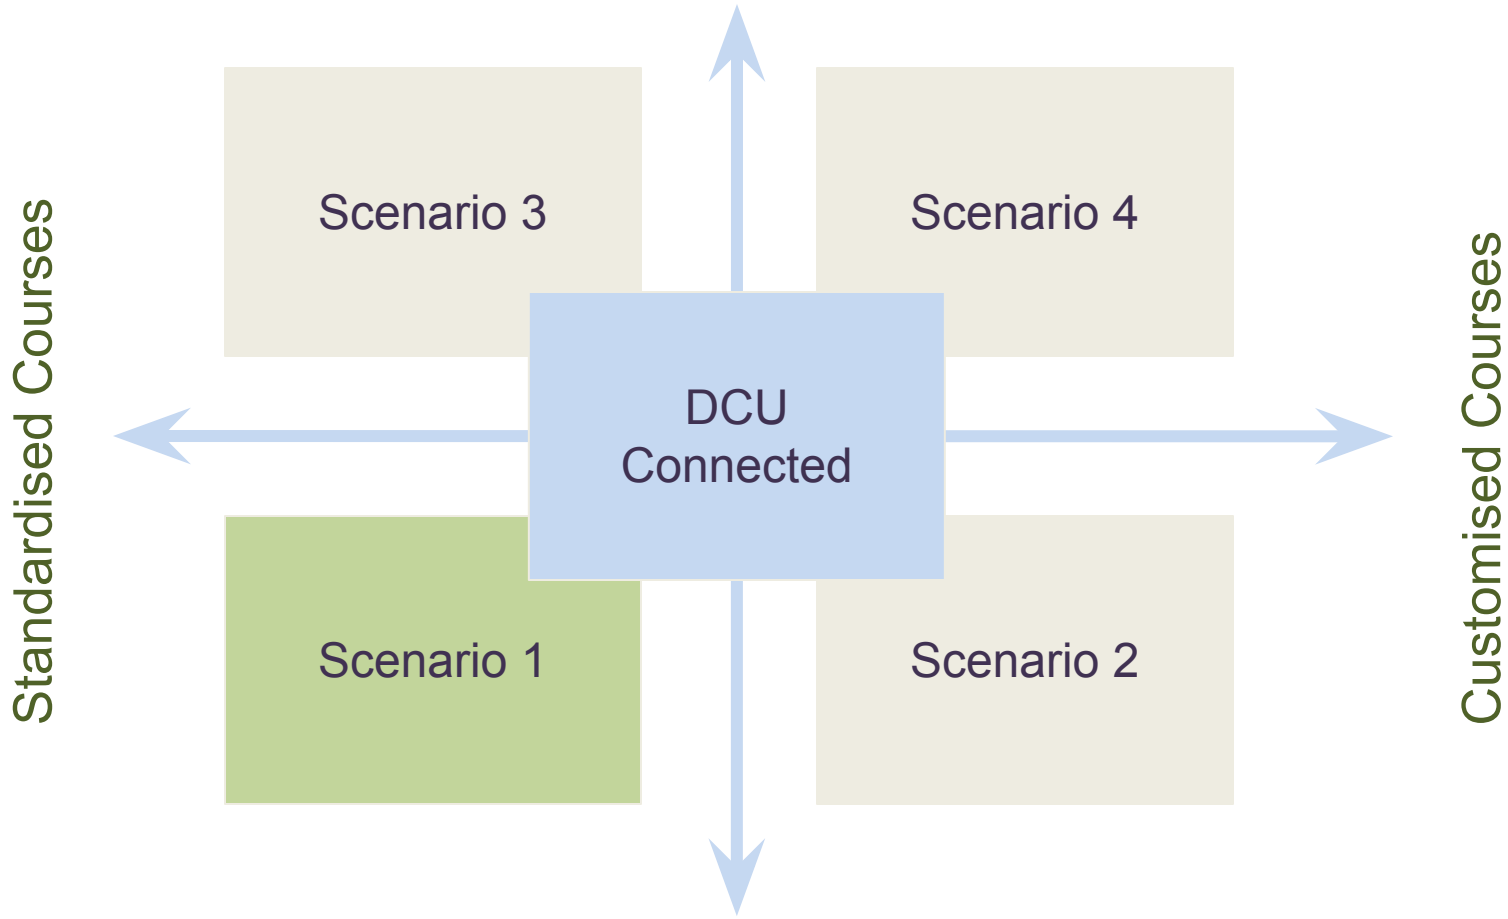 Standardised Courses
Scenario 3
Scenario 4
DCU
Connected
Scenario 1
Scenario 2
Customised Courses